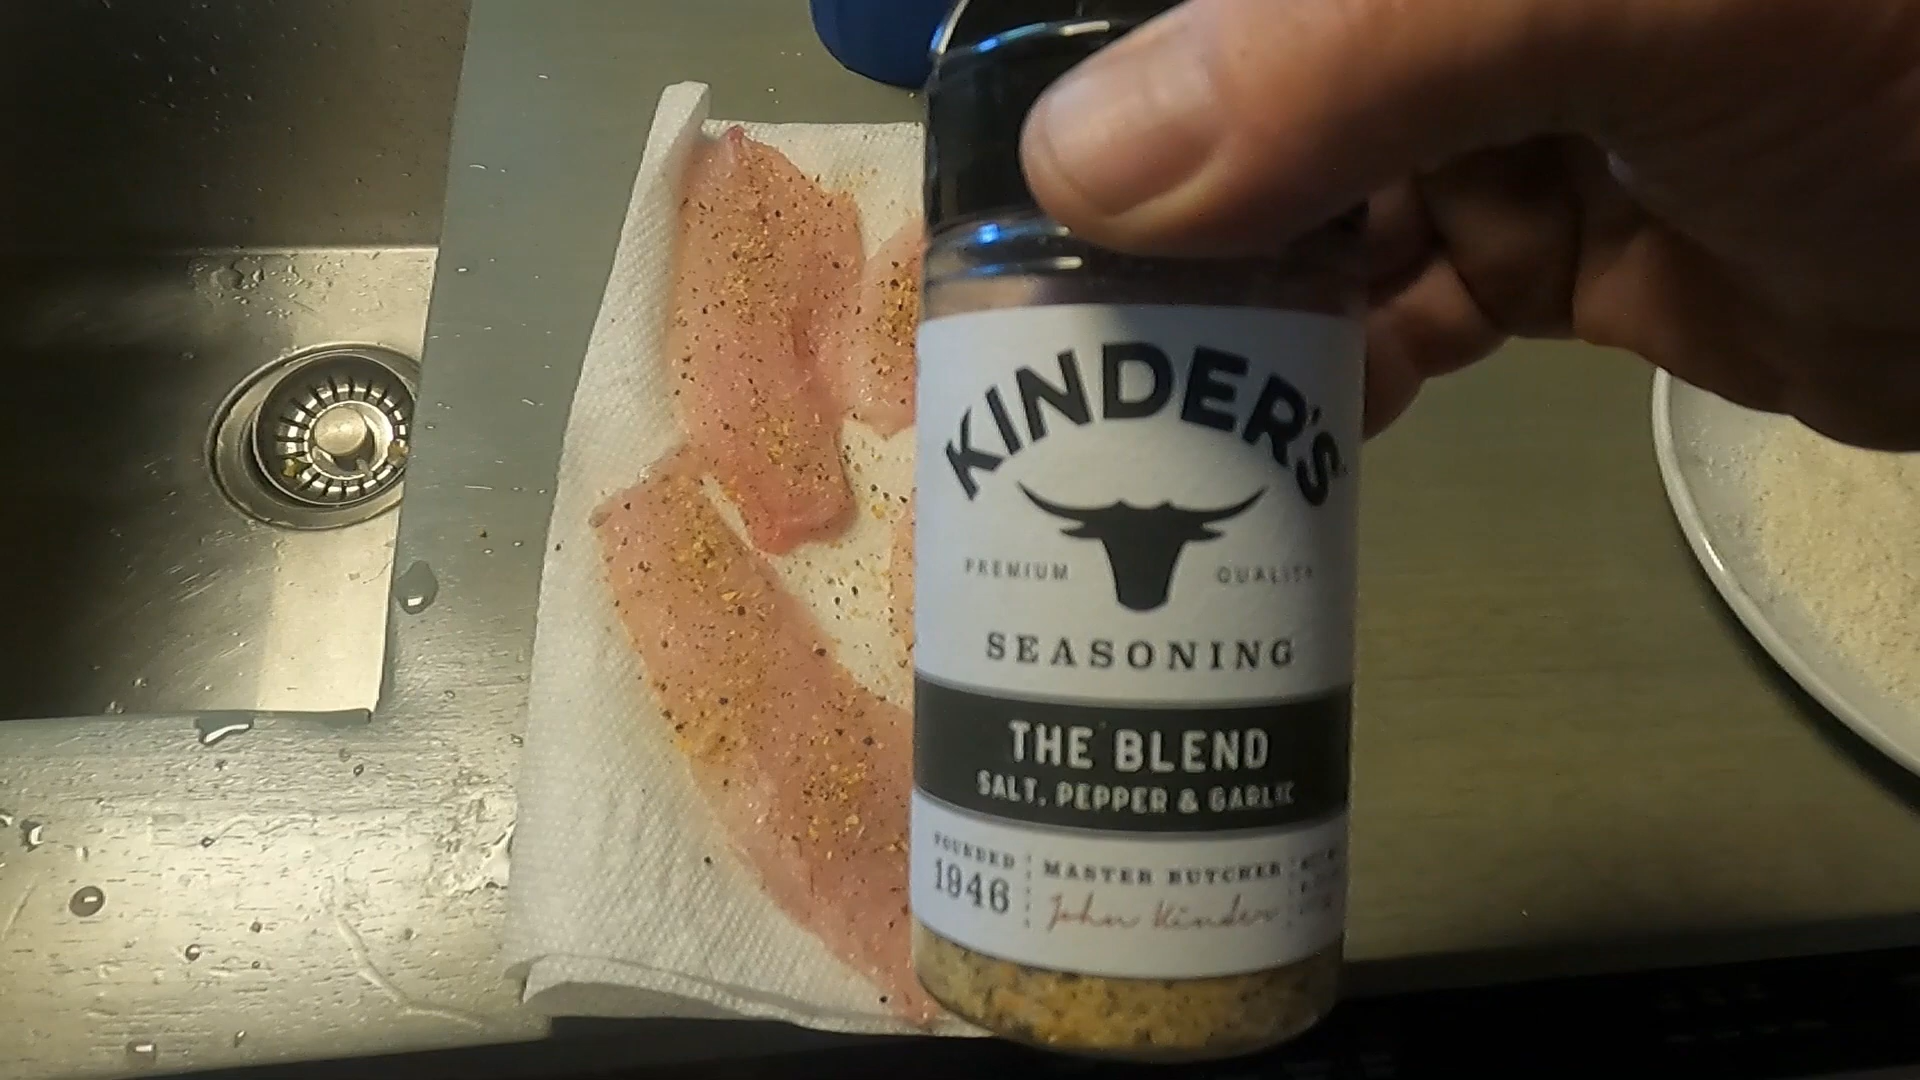 KINDER'S
PREMIUM QUALITY
SEASONING
THE BLEND
SALT, PEPPER & GARLIC
FOUNDED
1946
MASTER BUTCHER
John Kinder